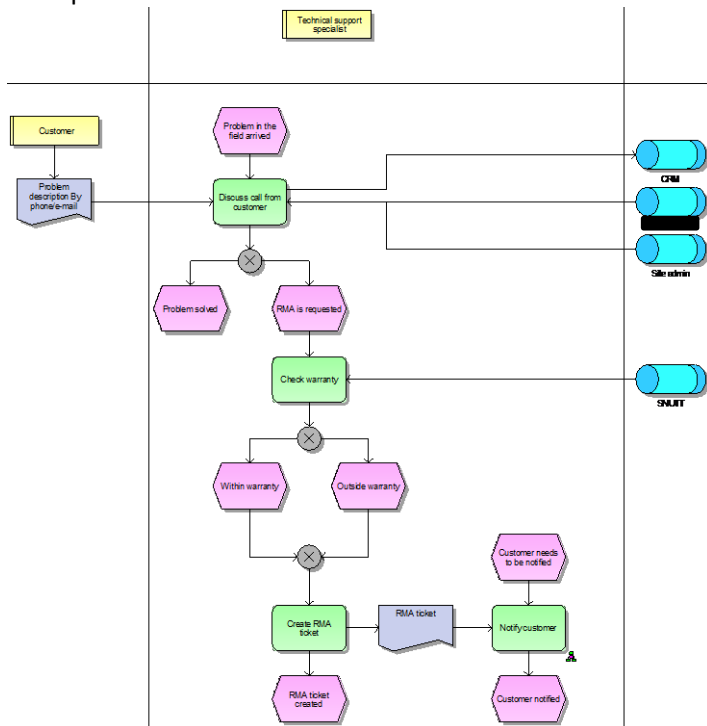 Technical support
specialist
Customer
Problem in the
field arrived
CRM
Problem
description By
phone/e-mail
Discuss call from
customer
Site admin
Problem solved
RMA is requested
Check warranty
Within warranty
Outside warranty
Customer needs
to be notified
Create RMA
ticket
RMA ticket
Notify customer
RMA ticket
created
Customer notified